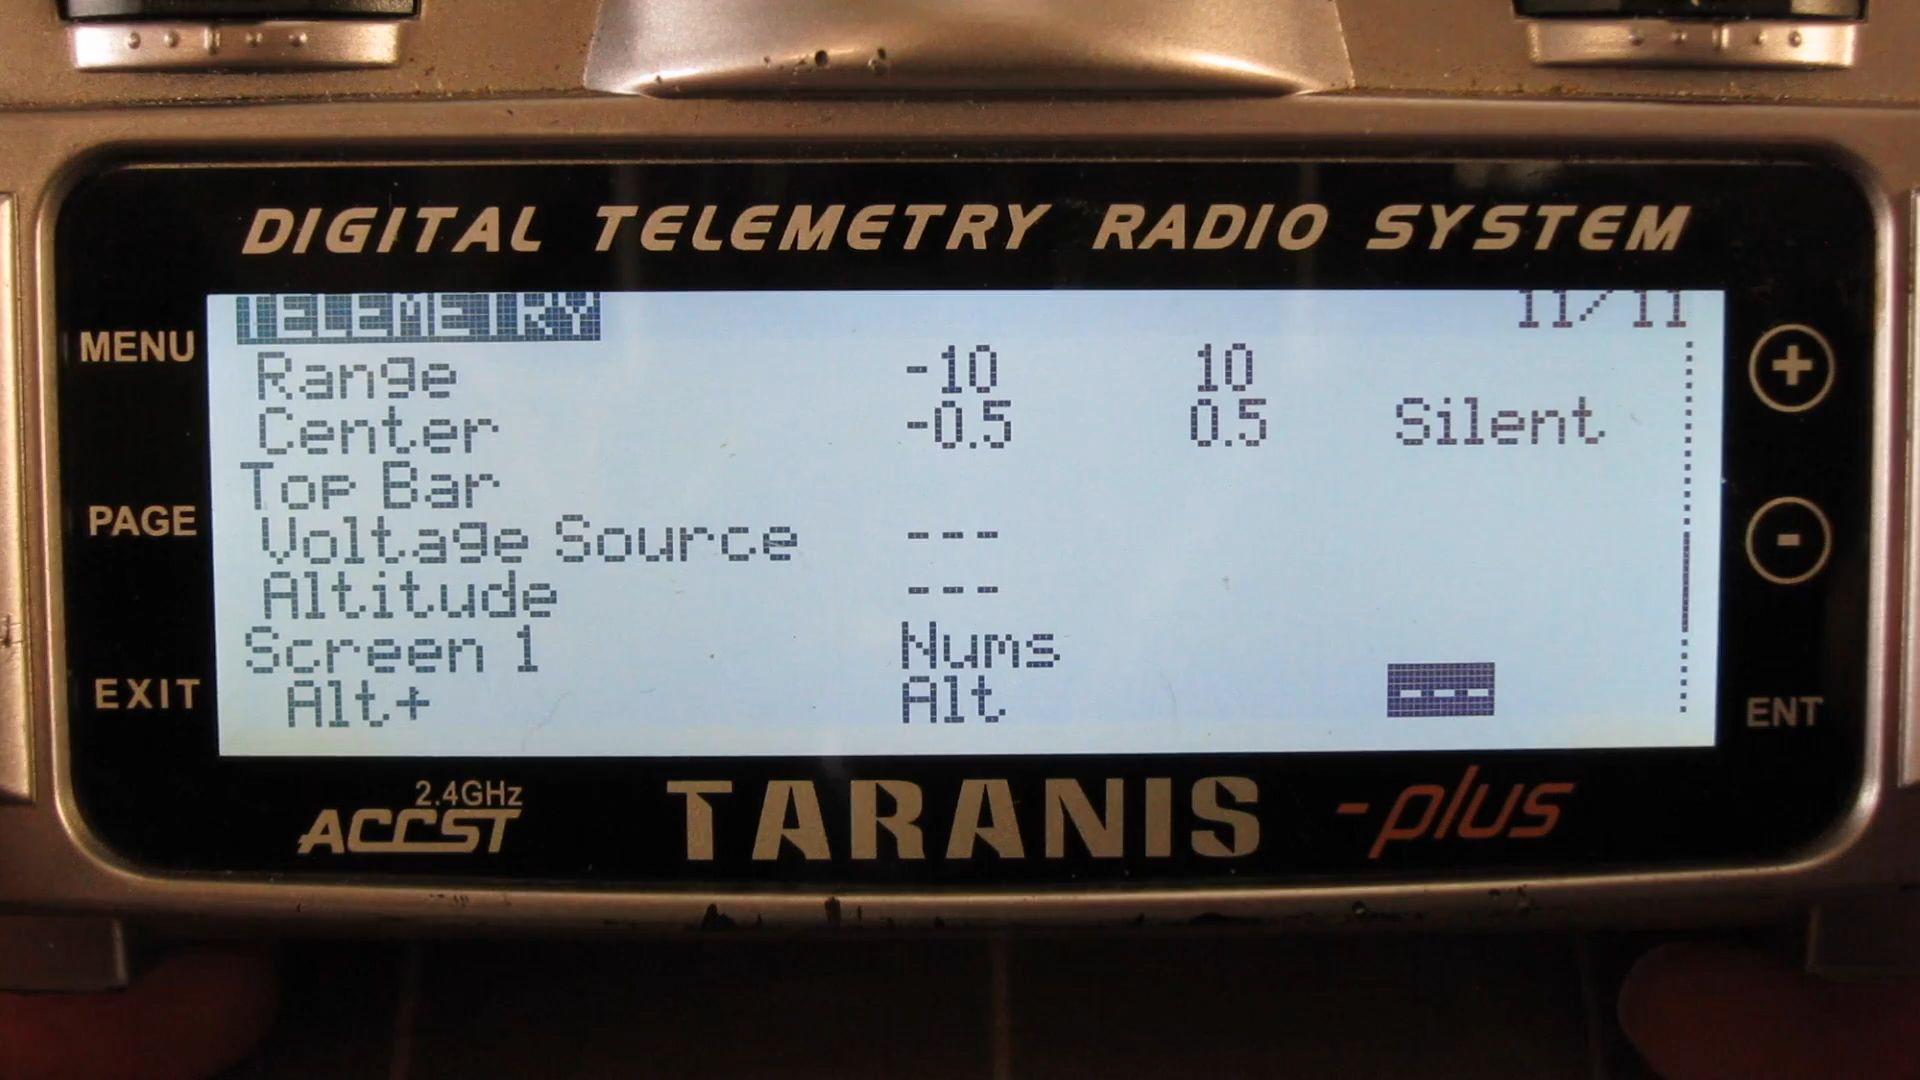 DIGITAL TELEMETRY RADIO SYSTEM
MENU
PAGE
EXIT
TELEMETRY 11/11
Range -10 10
Center -0.5 0.5 Silent
Top Bar
Voltage Source ---
Altitude ---
Screen 1 Nums
Alt+ Alt ---
+
-
ENT
2.4GHz
ACCST
TARANIS -plus